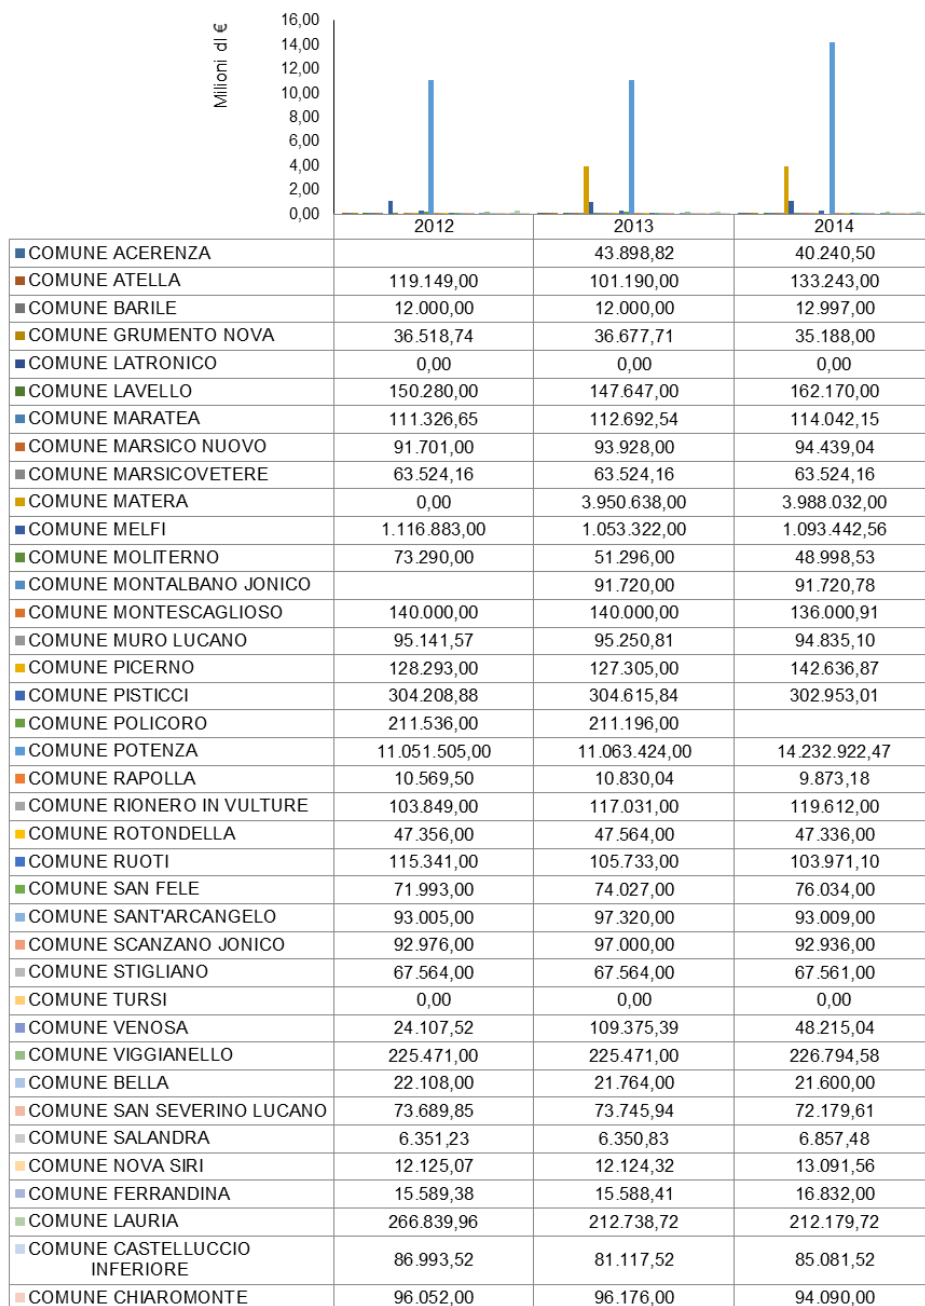 Milioni di €
16,00
14,00
12,00
10,00
8,00
6,00
4,00
2,00
0,00
2012 2013 2014
COMUNE ACERENZA 43.898,82 40.240,50
COMUNE ATELLA 119.149,00 101.190,00 133.243,00
COMUNE BARILE 12.000,00 12.000,00 12.997,00
COMUNE GRUMENTO NOVA 36.518,74 36.677,71 35.188,00
COMUNE LATRONICO 0,00 0,00 0,00
COMUNE LAVELLO 150.280,00 147.647,00 162.170,00
COMUNE MARATEA 111.326,65 112.692,54 114.042,15
COMUNE MARSICO NUOVO 91.701,00 93.928,00 94.439,04
COMUNE MARSICOVETERE 63.524,16 63.524,16 63.524,16
COMUNE MATERA 0,00 3.950.638,00 3.988.032,00
COMUNE MELFI 1.116.883,00 1.053.322,00 1.093.442,56
COMUNE MOLITERNO 73.290,00 51.296,00 48.998,53
COMUNE MONTALBANO JONICO 91.720,00 91.720,78
COMUNE MONTESCAGLIOSO 140.000,00 140.000,00 136.000,91
COMUNE MURO LUCANO 95.141,57 95.250,81 94.835,10
COMUNE PICERNO 128.293,00 127.305,00 142.636,87
COMUNE PISTICCI 304.208,88 304.615,84 302.953,01
COMUNE POLICORO 211.536,00 211.196,00
COMUNE POTENZA 11.051.505,00 11.063.424,00 14.232.922,47
COMUNE RAPOLLA 10.569,50 10.830,04 9.873,18
COMUNE RIONERO IN VULTURE 103.849,00 117.031,00 119.612,00
COMUNE ROTONDELLA 47.356,00 47.564,00 47.336,00
COMUNE RUOTI 115.341,00 105.733,00 103.971,10
COMUNE SAN FELE 71.993,00 74.027,00 76.034,00
COMUNE SANT'ARCANGELO 93.005,00 97.320,00 93.009,00
COMUNE SCANZANO JONICO 92.976,00 97.000,00 92.936,00
COMUNE STIGLIANO 67.564,00 67.564,00 67.561,00
COMUNE TURSI 0,00 0,00 0,00
COMUNE VENOSA 24.107,52 109.375,39 48.215,04
COMUNE VIGGIANELLO 225.471,00 225.471,00 226.794,58
COMUNE BELLA 22.108,00 21.764,00 21.600,00
COMUNE SAN SEVERINO LUCANO 73.689,85 73.745,94 72.179,61
COMUNE SALANDRA 6.351,23 6.350,83 6.857,48
COMUNE NOVA SIRI 12.125,07 12.124,32 13.091,56
COMUNE FERRANDINA 15.589,38 15.588,41 16.832,00
COMUNE LAURIA 266.839,96 212.738,72 212.179,72
COMUNE CASTELLUCCIO
INFERIORE 86.993,52 81.117,52 85.081,52
COMUNE CHIAROMONTE 96.052,00 96.176,00 94.090,00